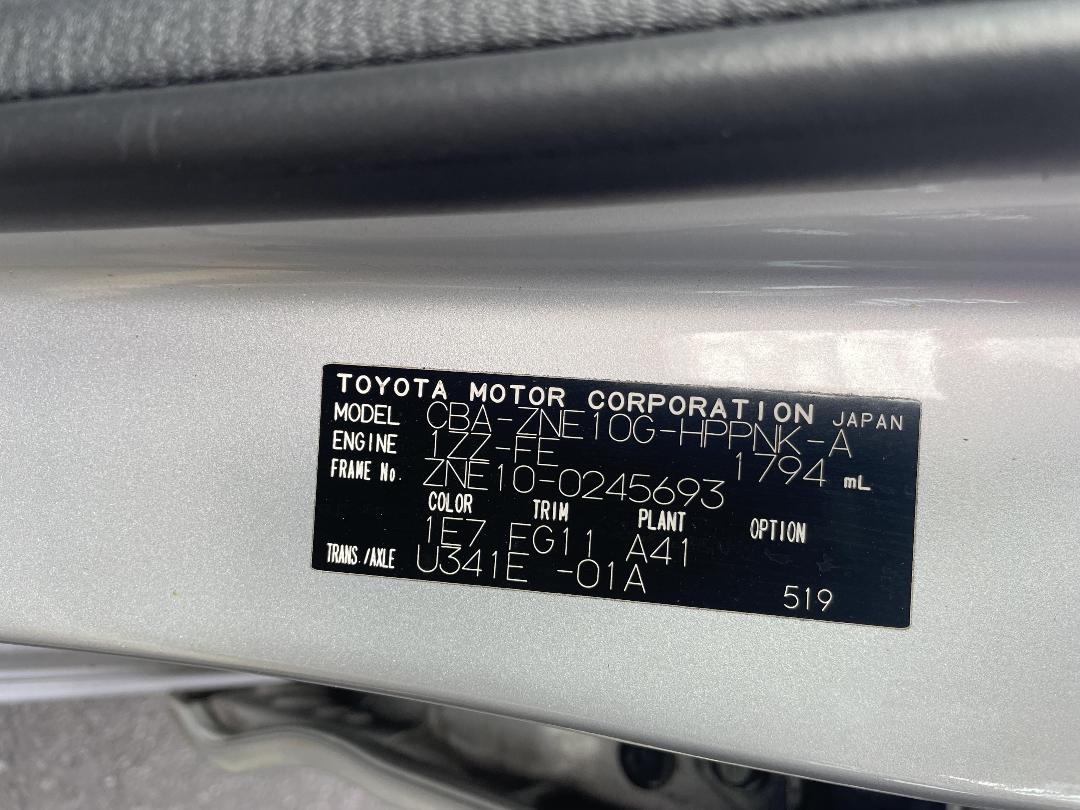 TOYOTA MOTOR CORPORATION JAPAN
MODEL CBA-ZNE10G-HPPNK-A
ENGINE 1ZZ-FE 1794 mL
FRAME No. ZNE10-0245693
COLOR TRIM PLANT OPTION
1E7 FG11 A41
TRANS./AXLE U341E -01A
519